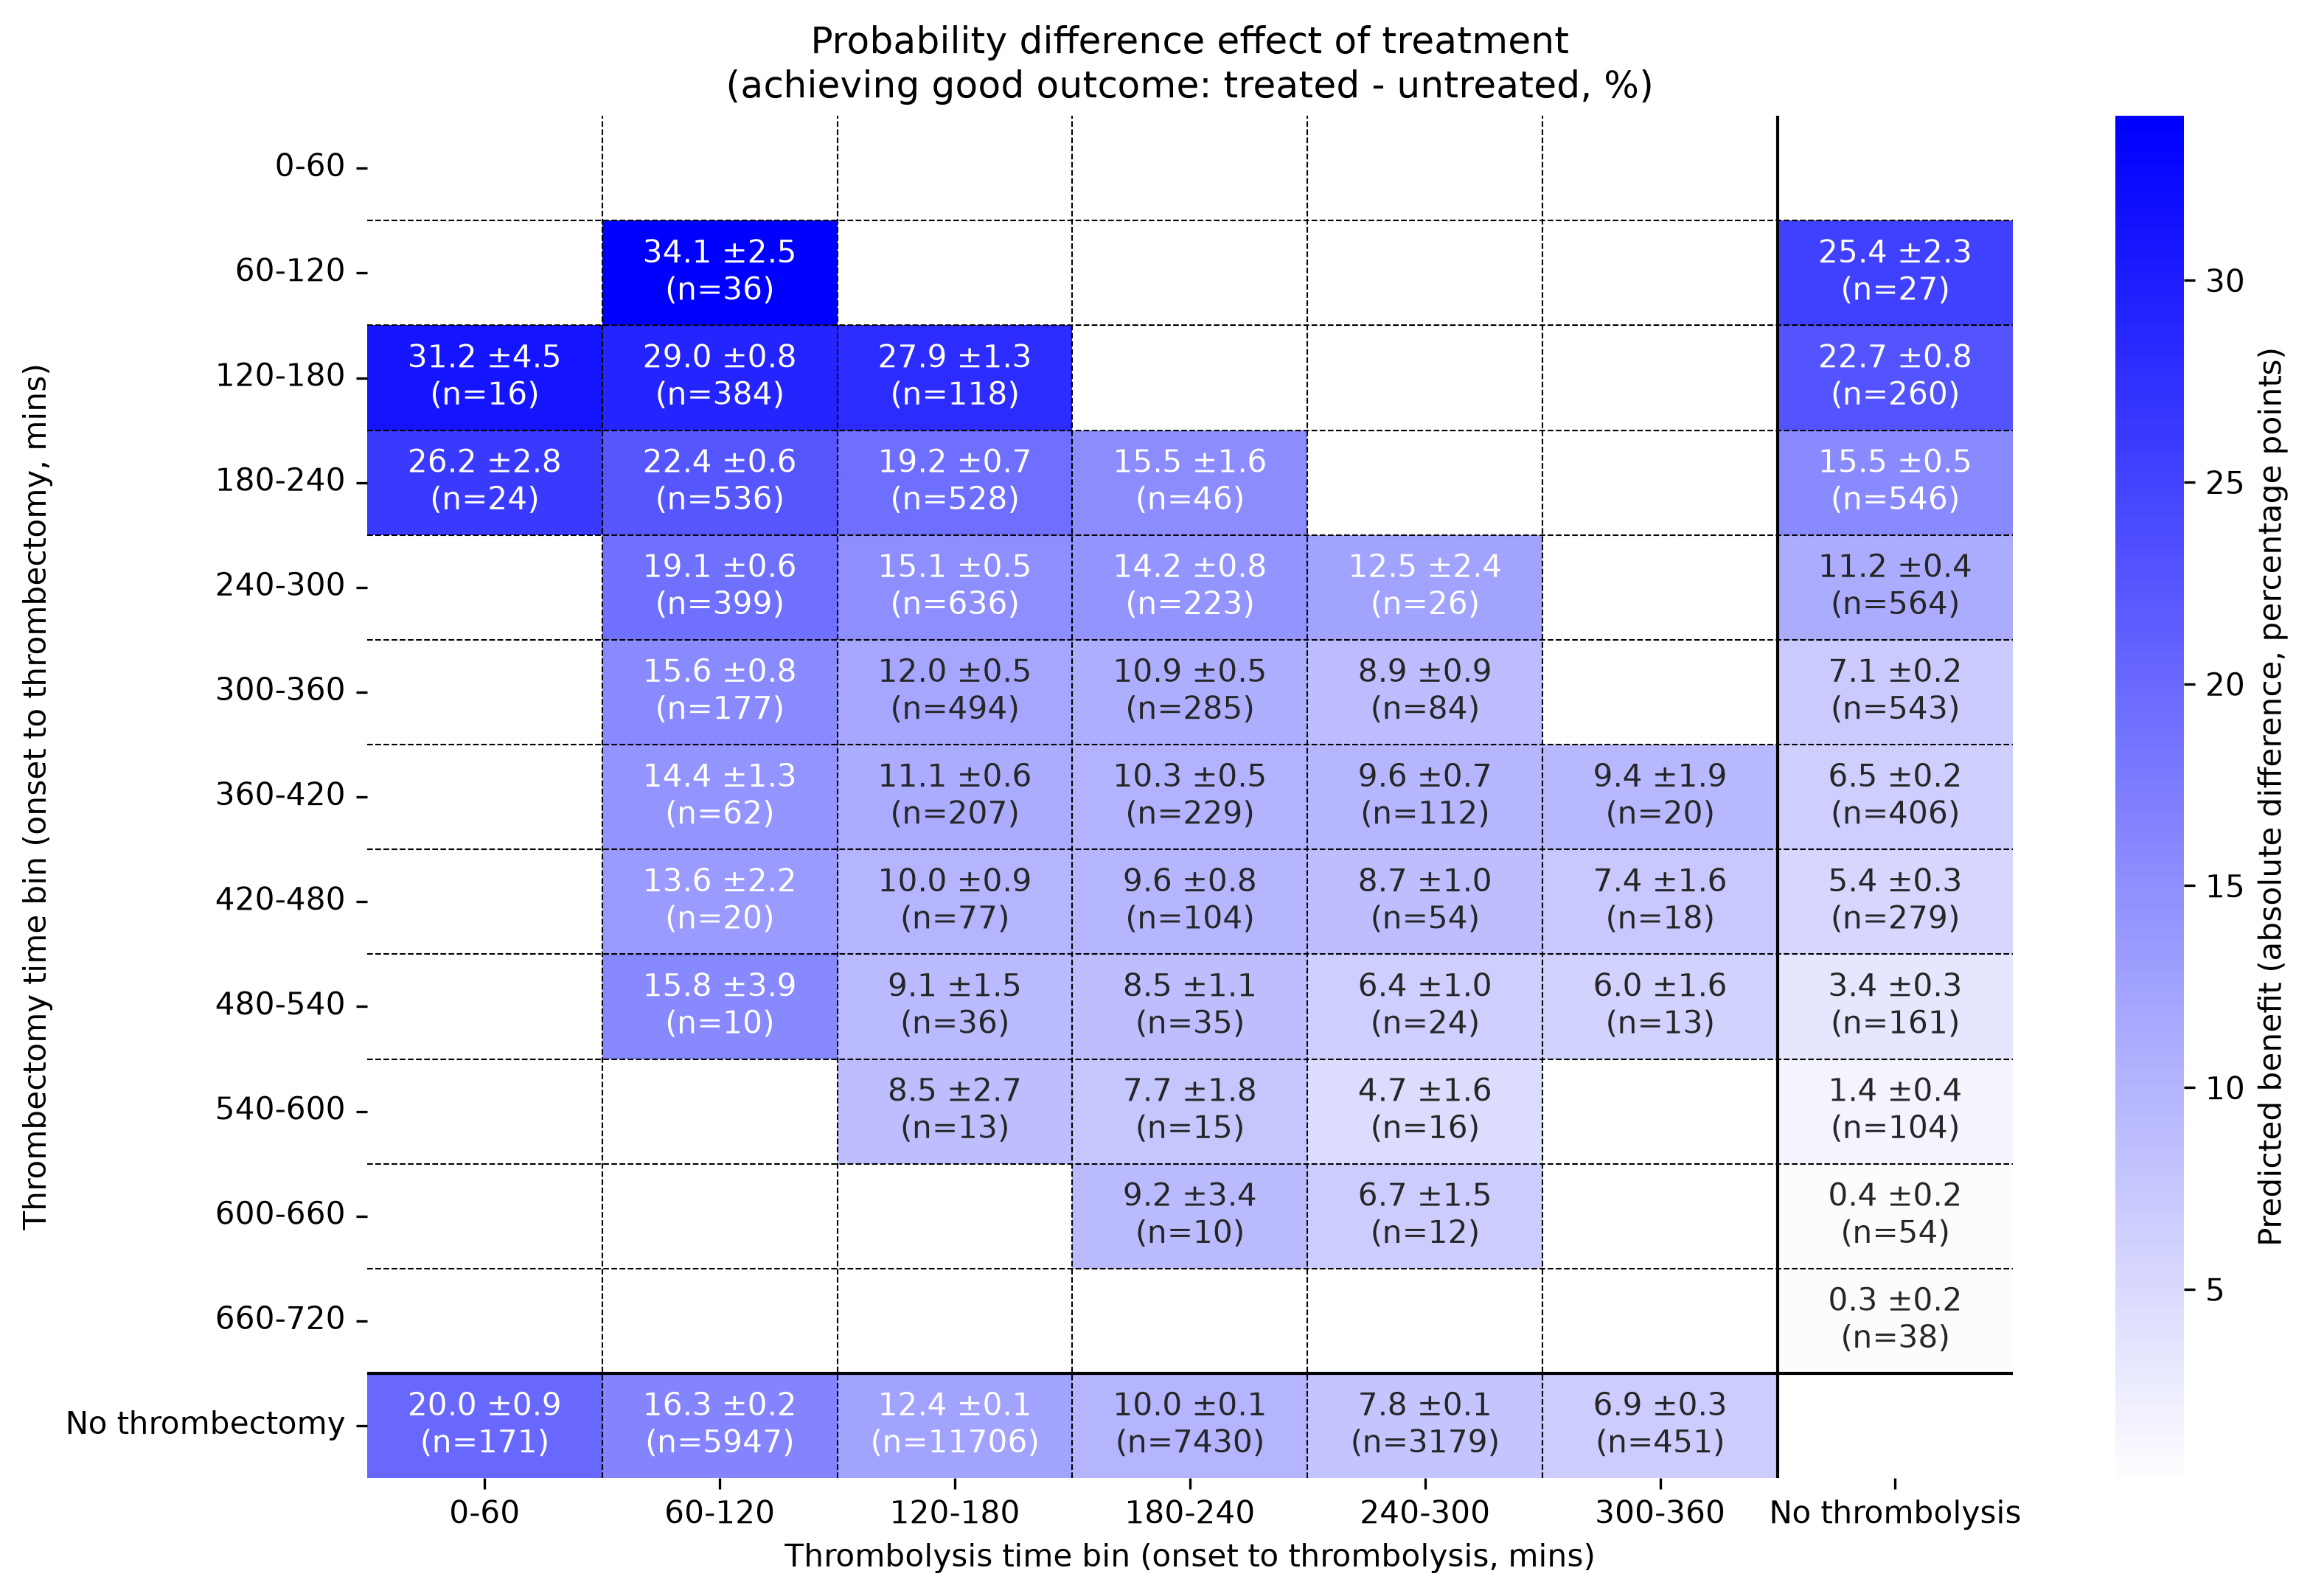 Probability difference effect of treatment
(achieving good outcome: treated - untreated, %)
Thrombectomy time bin (onset to thrombectomy, mins)
0-60
60-120
34.1 ±2.5
(n=36)
25.4 ±2.3
(n=27)
120-180
31.2 ±4.5
(n=16)
29.0 ±0.8
(n=384)
27.9 ±1.3
(n=118)
22.7 ±0.8
(n=260)
180-240
26.2 ±2.8
(n=24)
22.4 ±0.6
(n=536)
19.2 ±0.7
(n=528)
15.5 ±1.6
(n=46)
15.5 ±0.5
(n=546)
240-300
19.1 ±0.6
(n=399)
15.1 ±0.5
(n=636)
14.2 ±0.8
(n=223)
12.5 ±2.4
(n=26)
11.2 ±0.4
(n=564)
300-360
15.6 ±0.8
(n=177)
12.0 ±0.5
(n=494)
10.9 ±0.5
(n=285)
8.9 ±0.9
(n=84)
7.1 ±0.2
(n=543)
360-420
14.4 ±1.3
(n=62)
11.1 ±0.6
(n=207)
10.3 ±0.5
(n=229)
9.6 ±0.7
(n=112)
9.4 ±1.9
(n=20)
6.5 ±0.2
(n=406)
420-480
13.6 ±2.2
(n=20)
10.0 ±0.9
(n=77)
9.6 ±0.8
(n=104)
8.7 ±1.0
(n=54)
7.4 ±1.6
(n=18)
5.4 ±0.3
(n=279)
480-540
15.8 ±3.9
(n=10)
9.1 ±1.5
(n=36)
8.5 ±1.1
(n=35)
6.4 ±1.0
(n=24)
6.0 ±1.6
(n=13)
3.4 ±0.3
(n=161)
540-600
8.5 ±2.7
(n=13)
7.7 ±1.8
(n=15)
4.7 ±1.6
(n=16)
1.4 ±0.4
(n=104)
600-660
9.2 ±3.4
(n=10)
6.7 ±1.5
(n=12)
0.4 ±0.2
(n=54)
660-720
0.3 ±0.2
(n=38)
No thrombectomy
20.0 ±0.9
(n=171)
16.3 ±0.2
(n=5947)
12.4 ±0.1
(n=11706)
10.0 ±0.1
(n=7430)
7.8 ±0.1
(n=3179)
6.9 ±0.3
(n=451)
0-60
60-120
120-180
180-240
240-300
300-360
No thrombolysis
Thrombolysis time bin (onset to thrombolysis, mins)
30
25
20
15
10
5
Predicted benefit (absolute difference, percentage points)